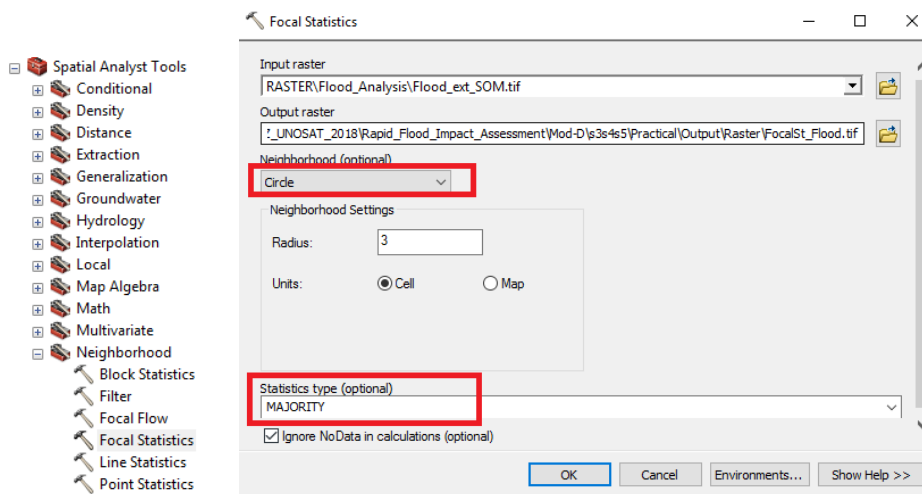 Spatial Analyst Tools
Conditional
Density
Distance
Extraction
Generalization
Groundwater
Hydrology
Interpolation
Local
Map Algebra
Math
Multivariate
Neighborhood
Block Statistics
Filter
Focal Flow
Focal Statistics
Line Statistics
Point Statistics
Focal Statistics
Input raster
RASTER\Flood_Analysis\Flood_ext_SOM.tif
Output raster
_UNOSAT_2018\Rapid_Flood_Impact_Assessment\Mod-D\s3s4s5\Practical\Output\Raster\FocalSt_Flood.tif
Neighborhood (optional)
Circle
Neighborhood Settings
Radius: 3
Units: Cell Map
Statistics type (optional)
MAJORITY
Ignore NoData in calculations (optional)
OK Cancel Environments... Show Help >>